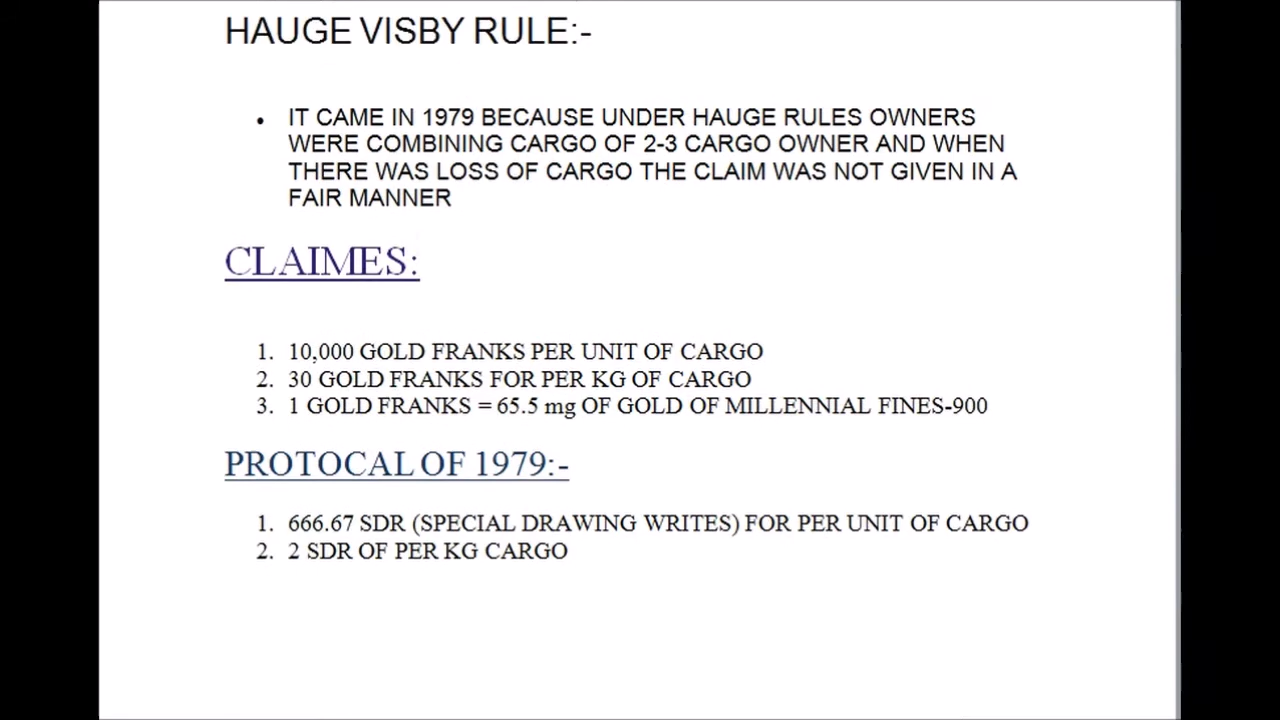 HAUGE VISBY RULE:-
• IT CAME IN 1979 BECAUSE UNDER HAUGE RULES OWNERS
WERE COMBINING CARGO OF 2-3 CARGO OWNER AND WHEN
THERE WAS LOSS OF CARGO THE CLAIM WAS NOT GIVEN IN A
FAIR MANNER
CLAIMES:
1. 10,000 GOLD FRANKS PER UNIT OF CARGO
2. 30 GOLD FRANKS FOR PER KG OF CARGO
3. 1 GOLD FRANKS = 65.5 mg OF GOLD OF MILLENNIAL FINES-900
PROTOCAL OF 1979:-
1. 666.67 SDR (SPECIAL DRAWING WRITES) FOR PER UNIT OF CARGO
2. 2 SDR OF PER KG CARGO